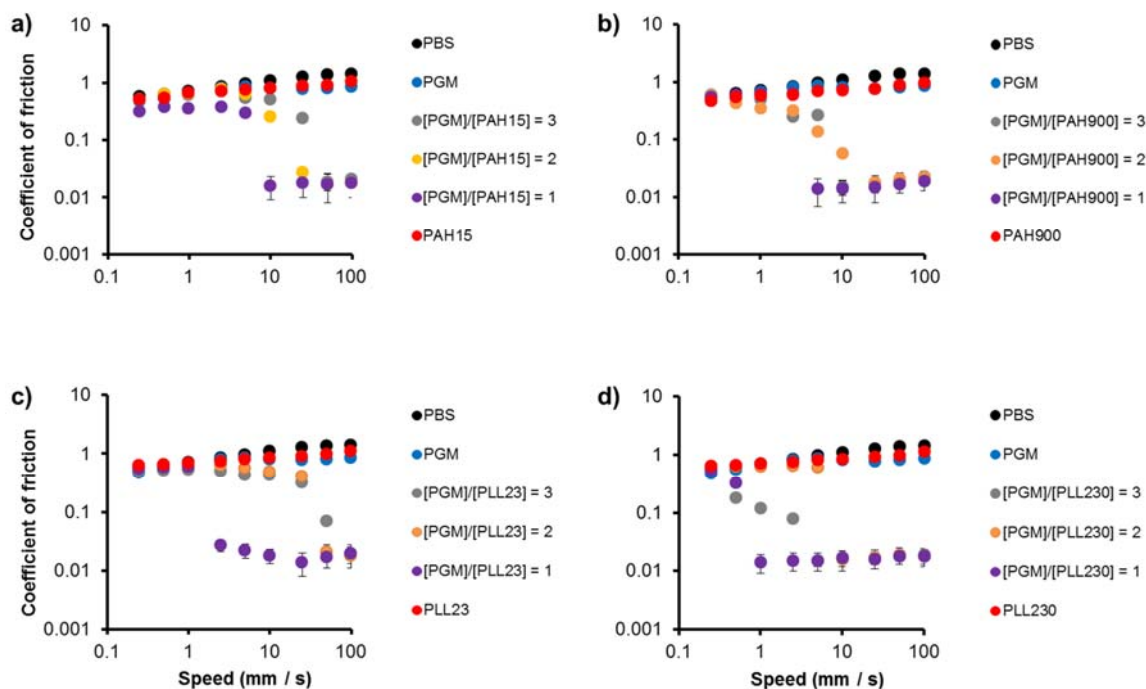 a)
10
1
0.1
0.01
0.001
0.1
1
10
100
Coefficient of friction
PBS
PGM
[PGM]/[PAH15] = 3
[PGM]/[PAH15] = 2
[PGM]/[PAH15] = 1
PAH15
b)
10
1
0.1
0.01
0.001
0.1
1
10
100
PBS
PGM
[PGM]/[PAH900] = 3
[PGM]/[PAH900] = 2
[PGM]/[PAH900] = 1
PAH900
c)
10
1
0.1
0.01
0.001
0.1
1
10
100
Coefficient of friction
Speed (mm / s)
PBS
PGM
[PGM]/[PLL23] = 3
[PGM]/[PLL23] = 2
[PGM]/[PLL23] = 1
PLL23
d)
10
1
0.1
0.01
0.001
0.1
1
10
100
Speed (mm / s)
PBS
PGM
[PGM]/[PLL230] = 3
[PGM]/[PLL230] = 2
[PGM]/[PLL230] = 1
PLL230